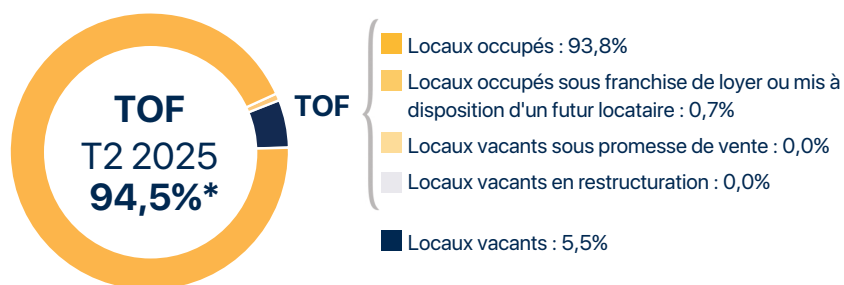 TOF
T2 2025
94,5%*
TOF
Locaux occupés : 93,8%
Locaux occupés sous franchise de loyer ou mis à
disposition d'un futur locataire : 0,7%
Locaux vacants sous promesse de vente : 0,0%
Locaux vacants en restructuration : 0,0%
Locaux vacants : 5,5%